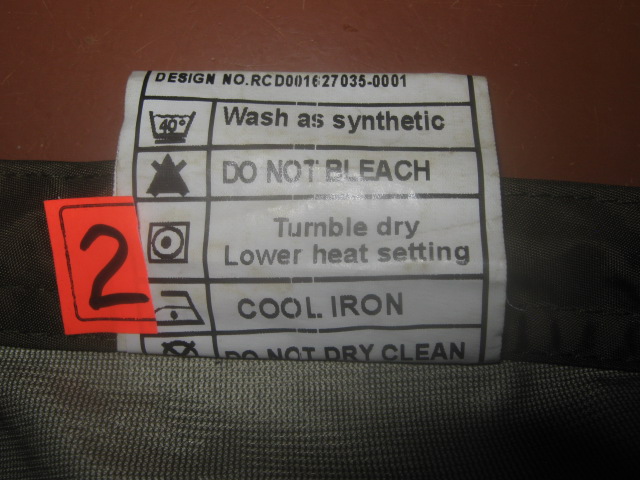 DESIGN NO.RCD001627035-0001
40° Wash as synthetic
DO NOT BLEACH
Tumble dry
Lower heat setting
2
COOL IRON
DO NOT DRY CLEAN